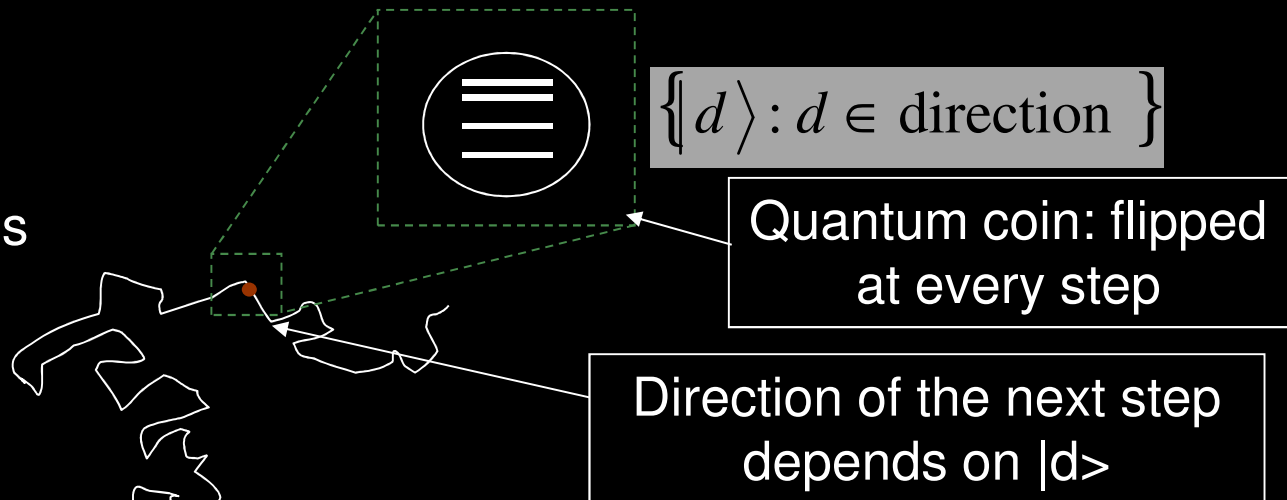 {|d⟩: d ∈ direction }
s
Quantum coin: flipped
at every step
Direction of the next step
depends on |d>